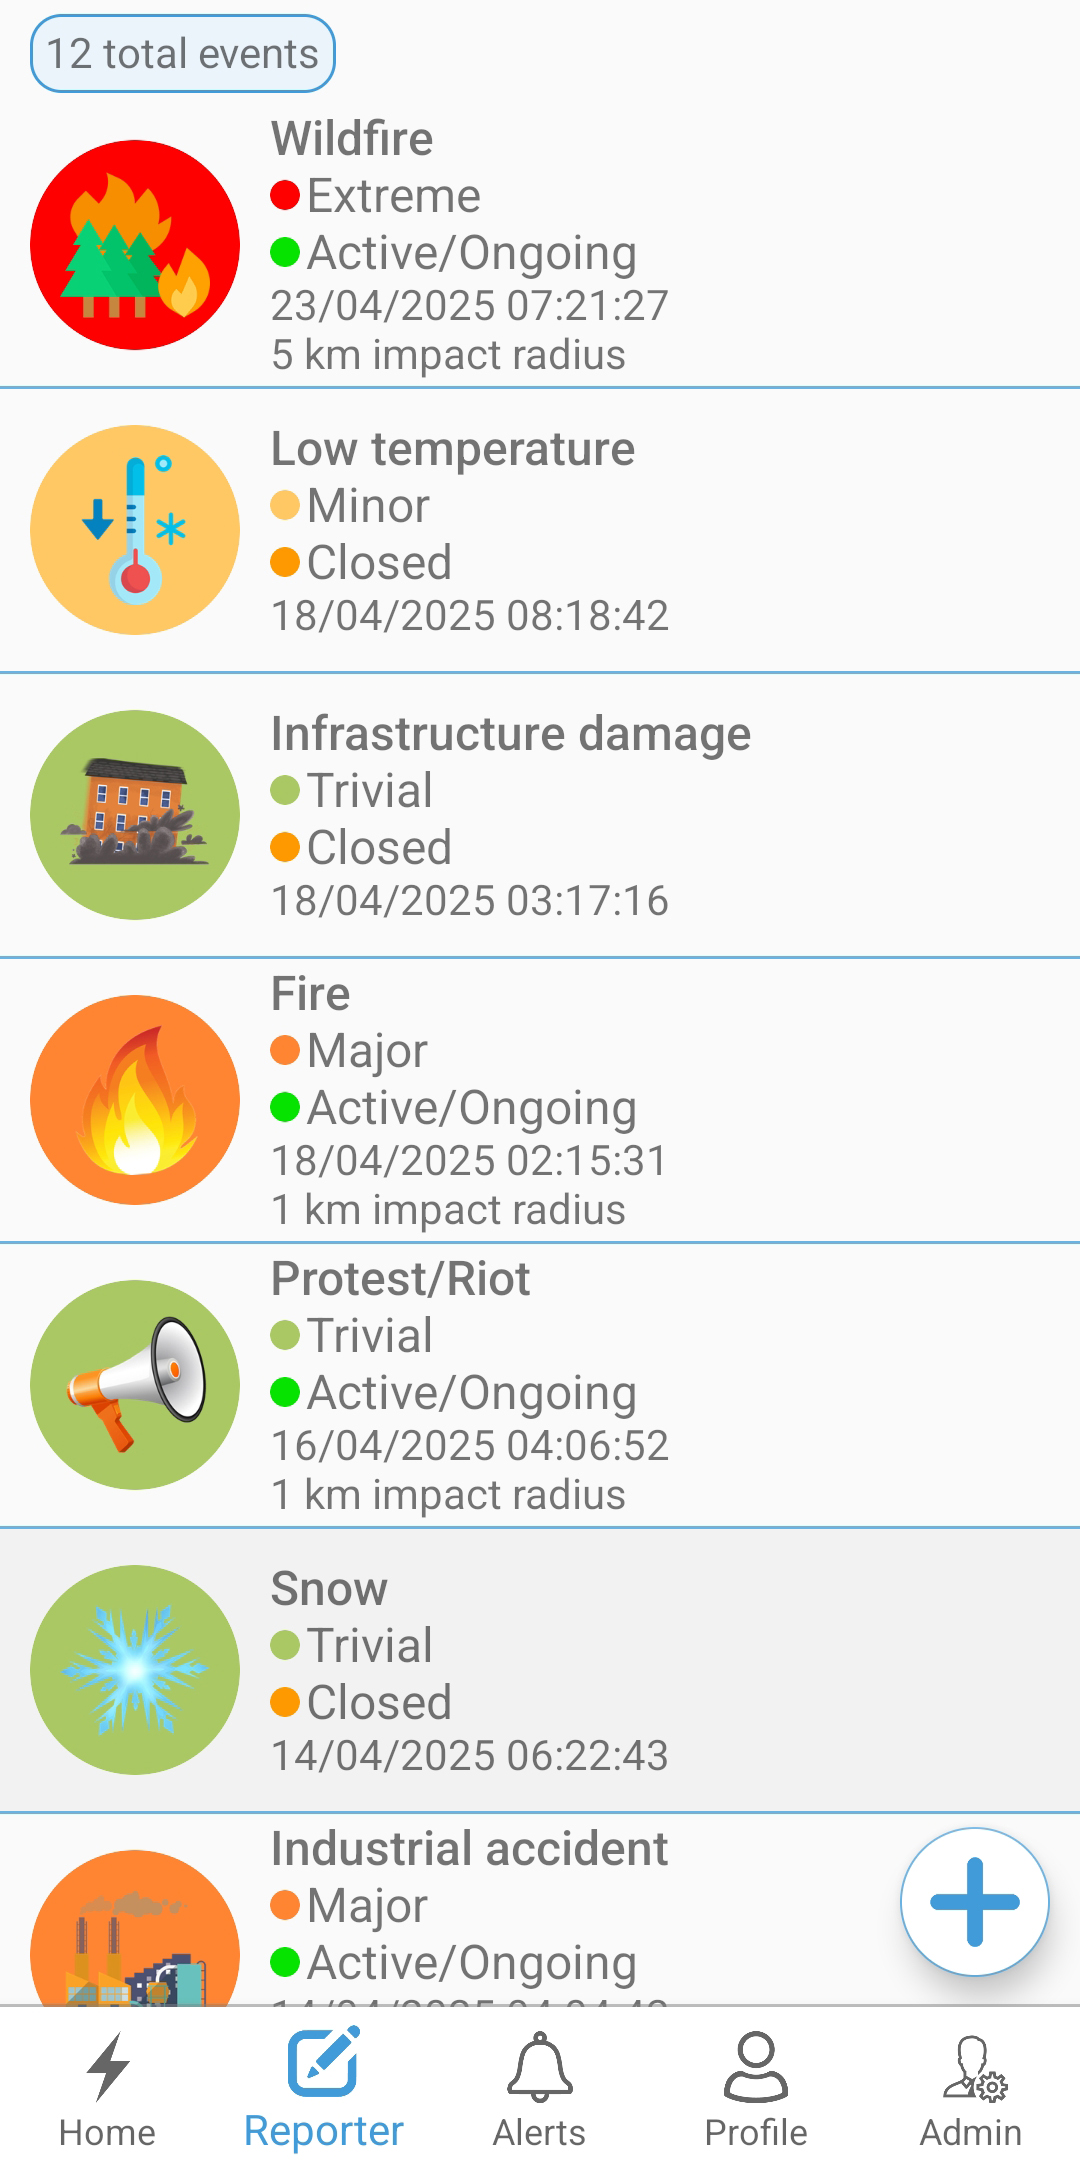 12 total events
Wildfire
Extreme
Active/Ongoing
23/04/2025 07:21:27
5 km impact radius
Low temperature
Minor
Closed
18/04/2025 08:18:42
Infrastructure damage
Trivial
Closed
18/04/2025 03:17:16
Fire
Major
Active/Ongoing
18/04/2025 02:15:31
1 km impact radius
Protest/Riot
Trivial
Active/Ongoing
16/04/2025 04:06:52
1 km impact radius
Snow
Trivial
Closed
14/04/2025 06:22:43
Industrial accident
Major
Active/Ongoing
Home
Reporter
Alerts
Profile
Admin